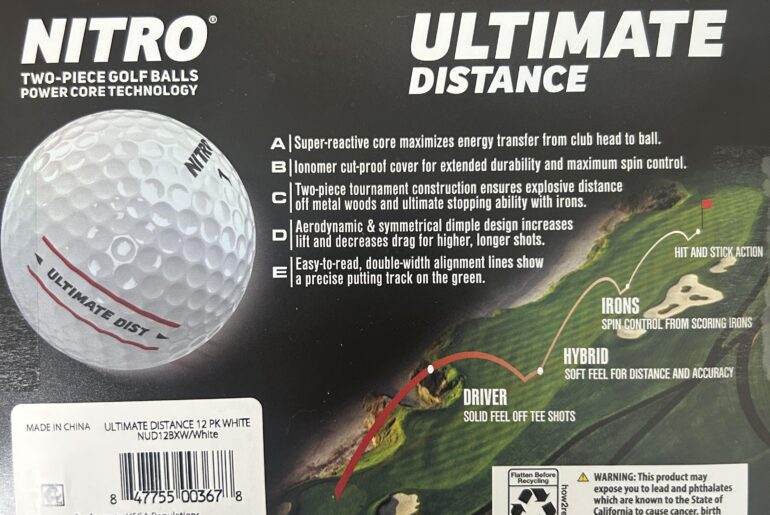 NITRO®
TWO-PIECE GOLF BALLS
POWER CORE TECHNOLOGY
ULTIMATE
DISTANCE
A Super-reactive core maximizes energy transfer from club head to ball.
B Ionomer cut-proof cover for extended durability and maximum spin control.
C Two-piece tournament construction ensures explosive distance
off metal woods and ultimate stopping ability with irons.
D Aerodynamic & symmetrical dimple design increases
lift and decreases drag for higher, longer shots.
E Easy-to-read, double-width alignment lines show
a precise putting track on the green.
NITRO
1
ULTIMATE DIST
HIT AND STICK ACTION
IRONS
SPIN CONTROL FROM SCORING IRONS
HYBRID
SOFT FEEL FOR DISTANCE AND ACCURACY
DRIVER
SOLID FEEL OFF TEE SHOTS
MADE IN CHINA
ULTIMATE DISTANCE 12 PK WHITE
NUD12BXW/White
8 47755 00367 8
Flatten Before
Recycling
WARNING: This product may
expose you to lead and phthalates
which are known to the State of
California to cause cancer, birth